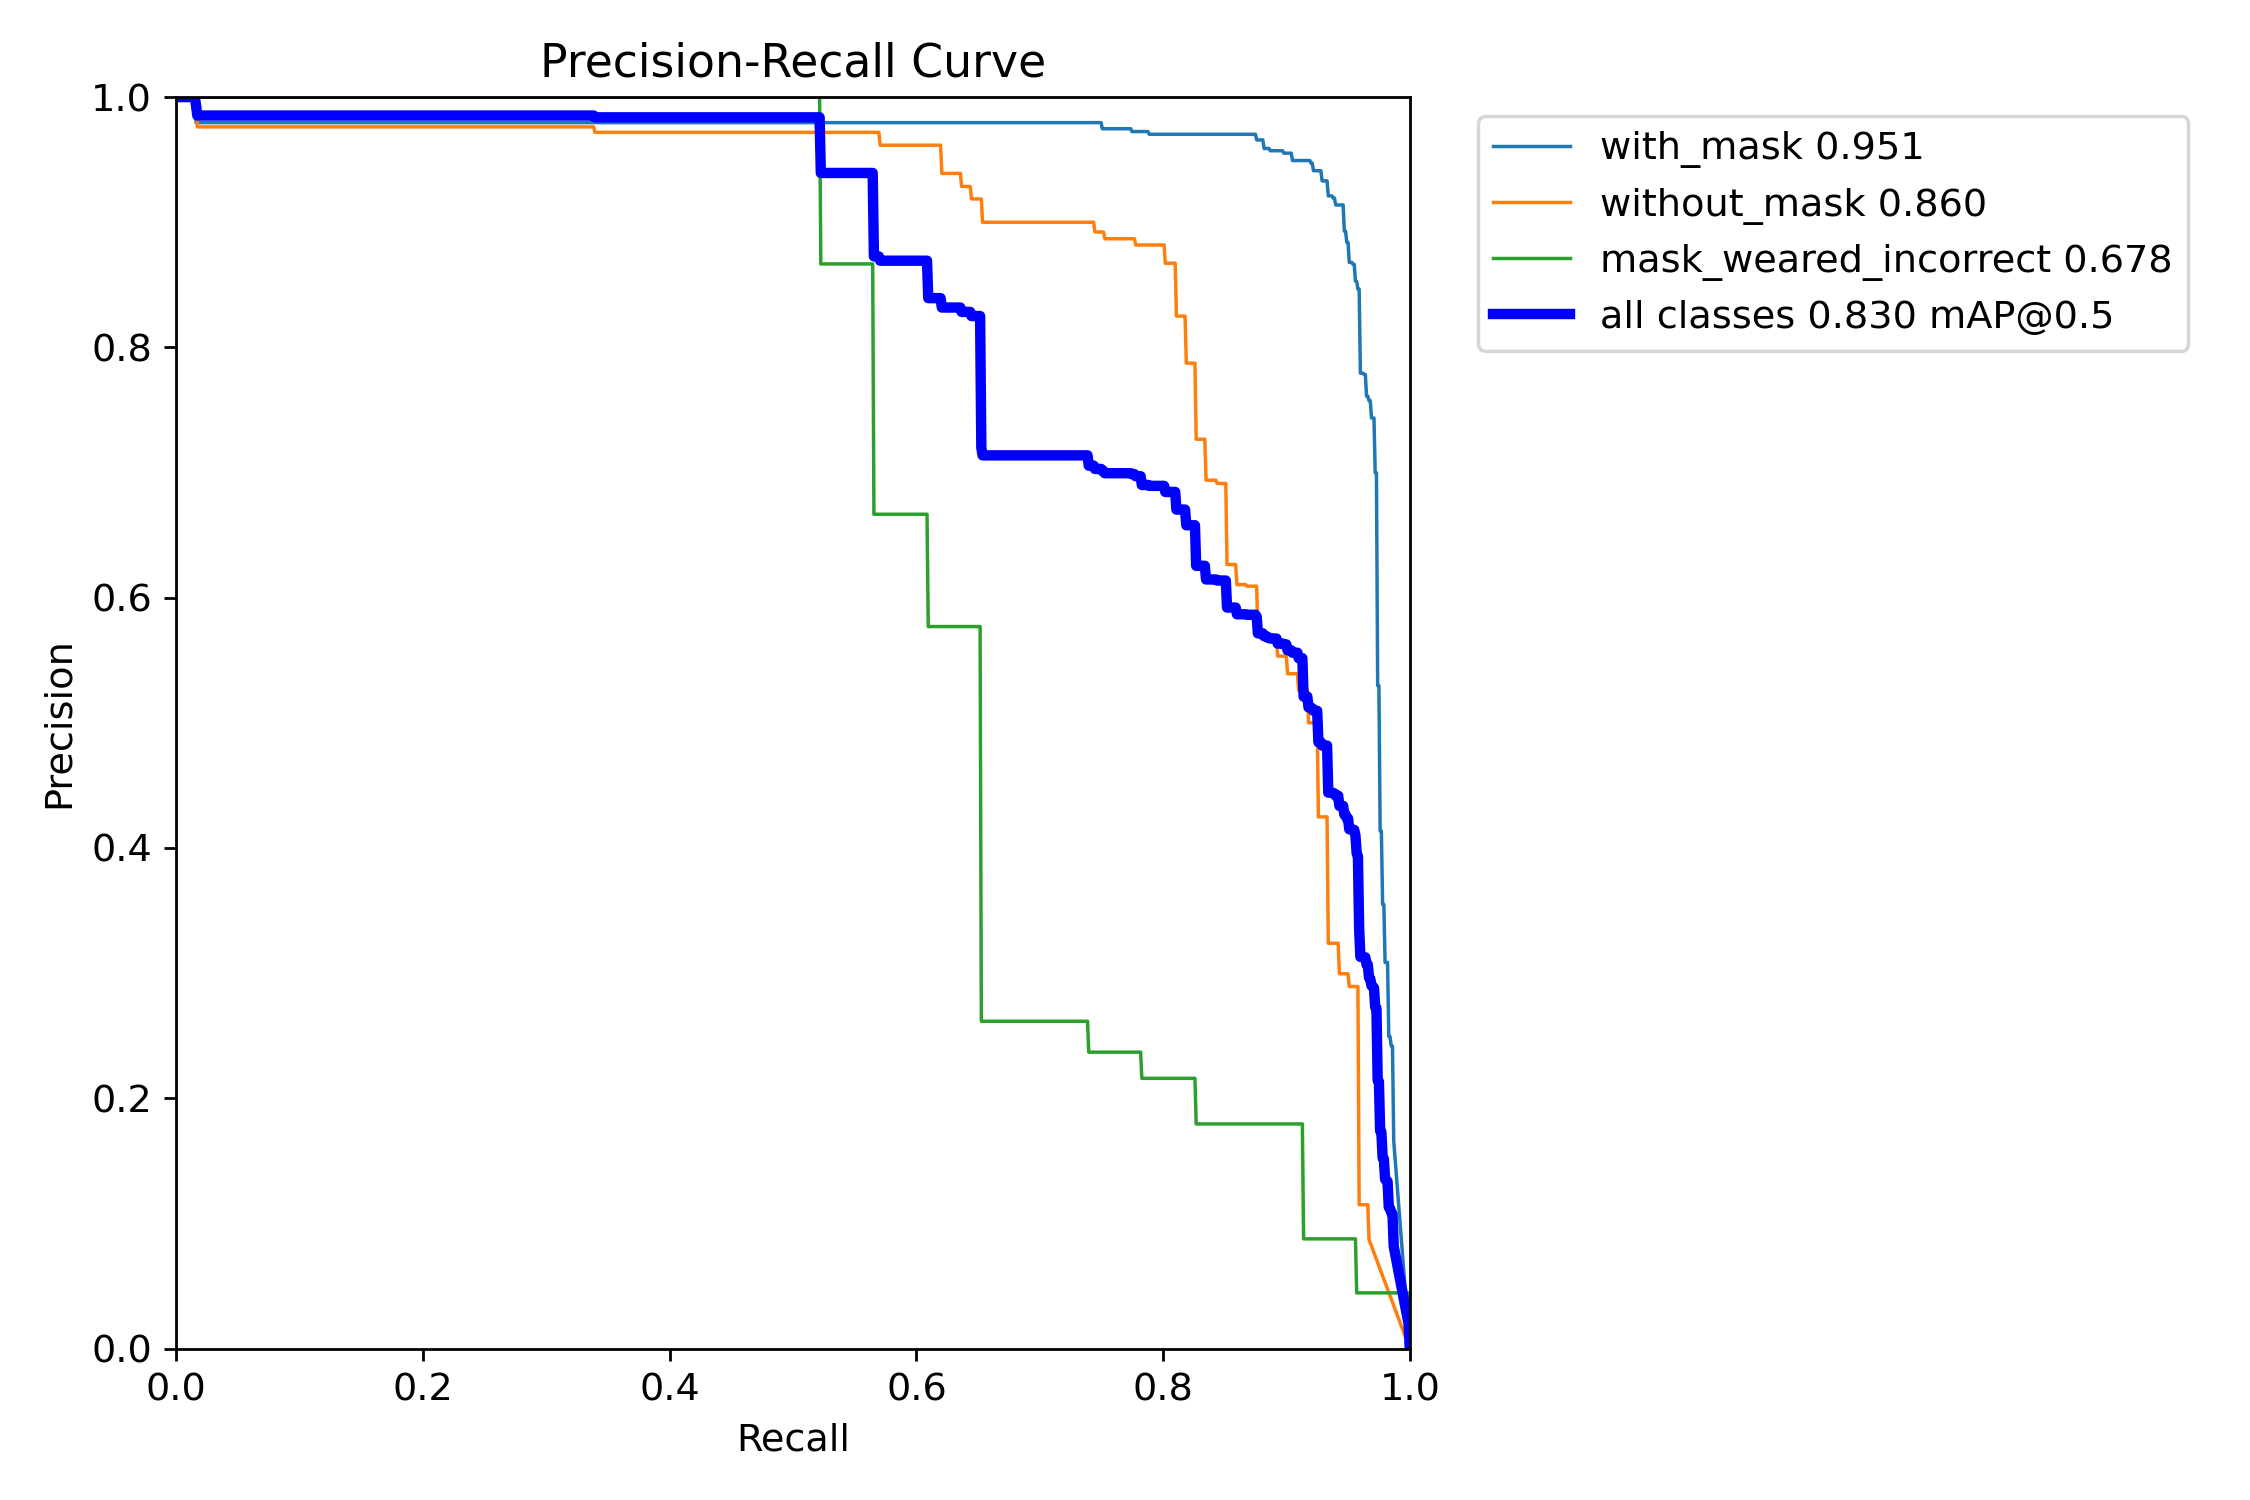 Precision-Recall Curve
1.0
0.8
0.6
0.4
0.2
0.0
Precision
0.0 0.2 0.4 0.6 0.8 1.0
Recall
with_mask 0.951
without_mask 0.860
mask_weared_incorrect 0.678
all classes 0.830 mAP@0.5